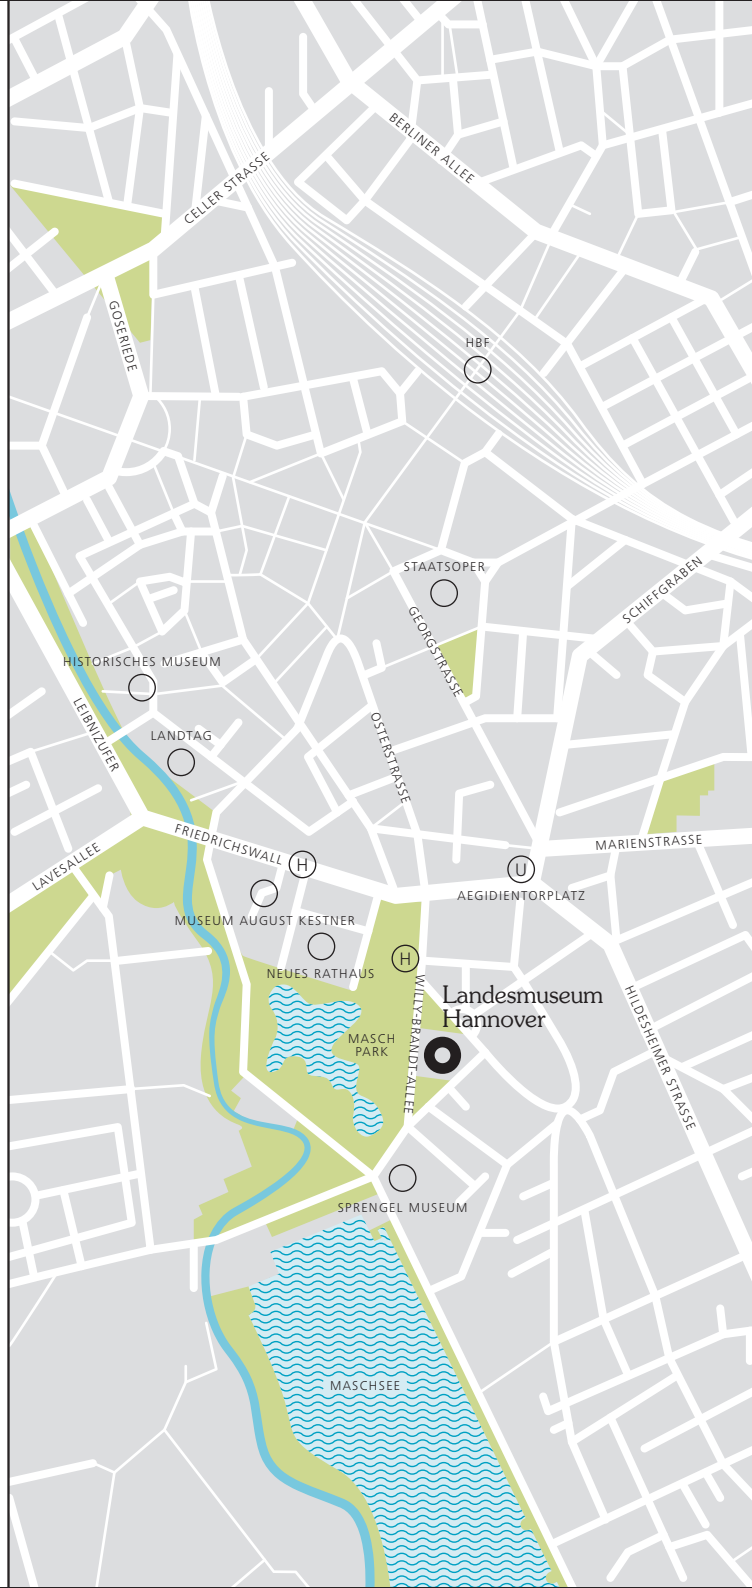 BERLINER ALLEE
CELLER STRASSE
GOSERIEDE
HBF
STAATSOPER
SCHIFFGRABEN
GEORGSTRASSE
HISTORISCHES MUSEUM
LEIBNIZUFER
LANDTAG
OSTERSTRASSE
FRIEDRICHSWALL
H
MARIENSTRASSE
LAVESALLEE
U
AEGIDIENTORPLATZ
MUSEUM AUGUST KESTNER
H
NEUES RATHAUS
WILLY-BRANDT-ALLEE
Landesmuseum
Hannover
HILDESHEIMER STRASSE
MASCH
PARK
SPRENGEL MUSEUM
MASCHSEE